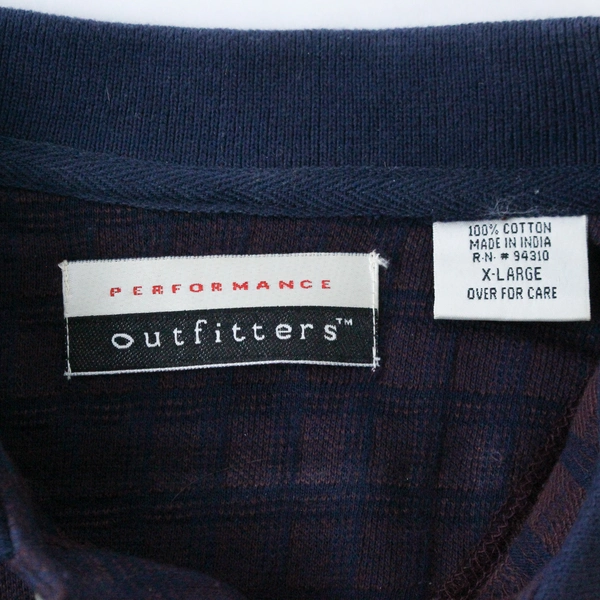 PERFORMANCE
outfitters™
100% COTTON
MADE IN INDIA
R·N· # 94310
X-LARGE
OVER FOR CARE